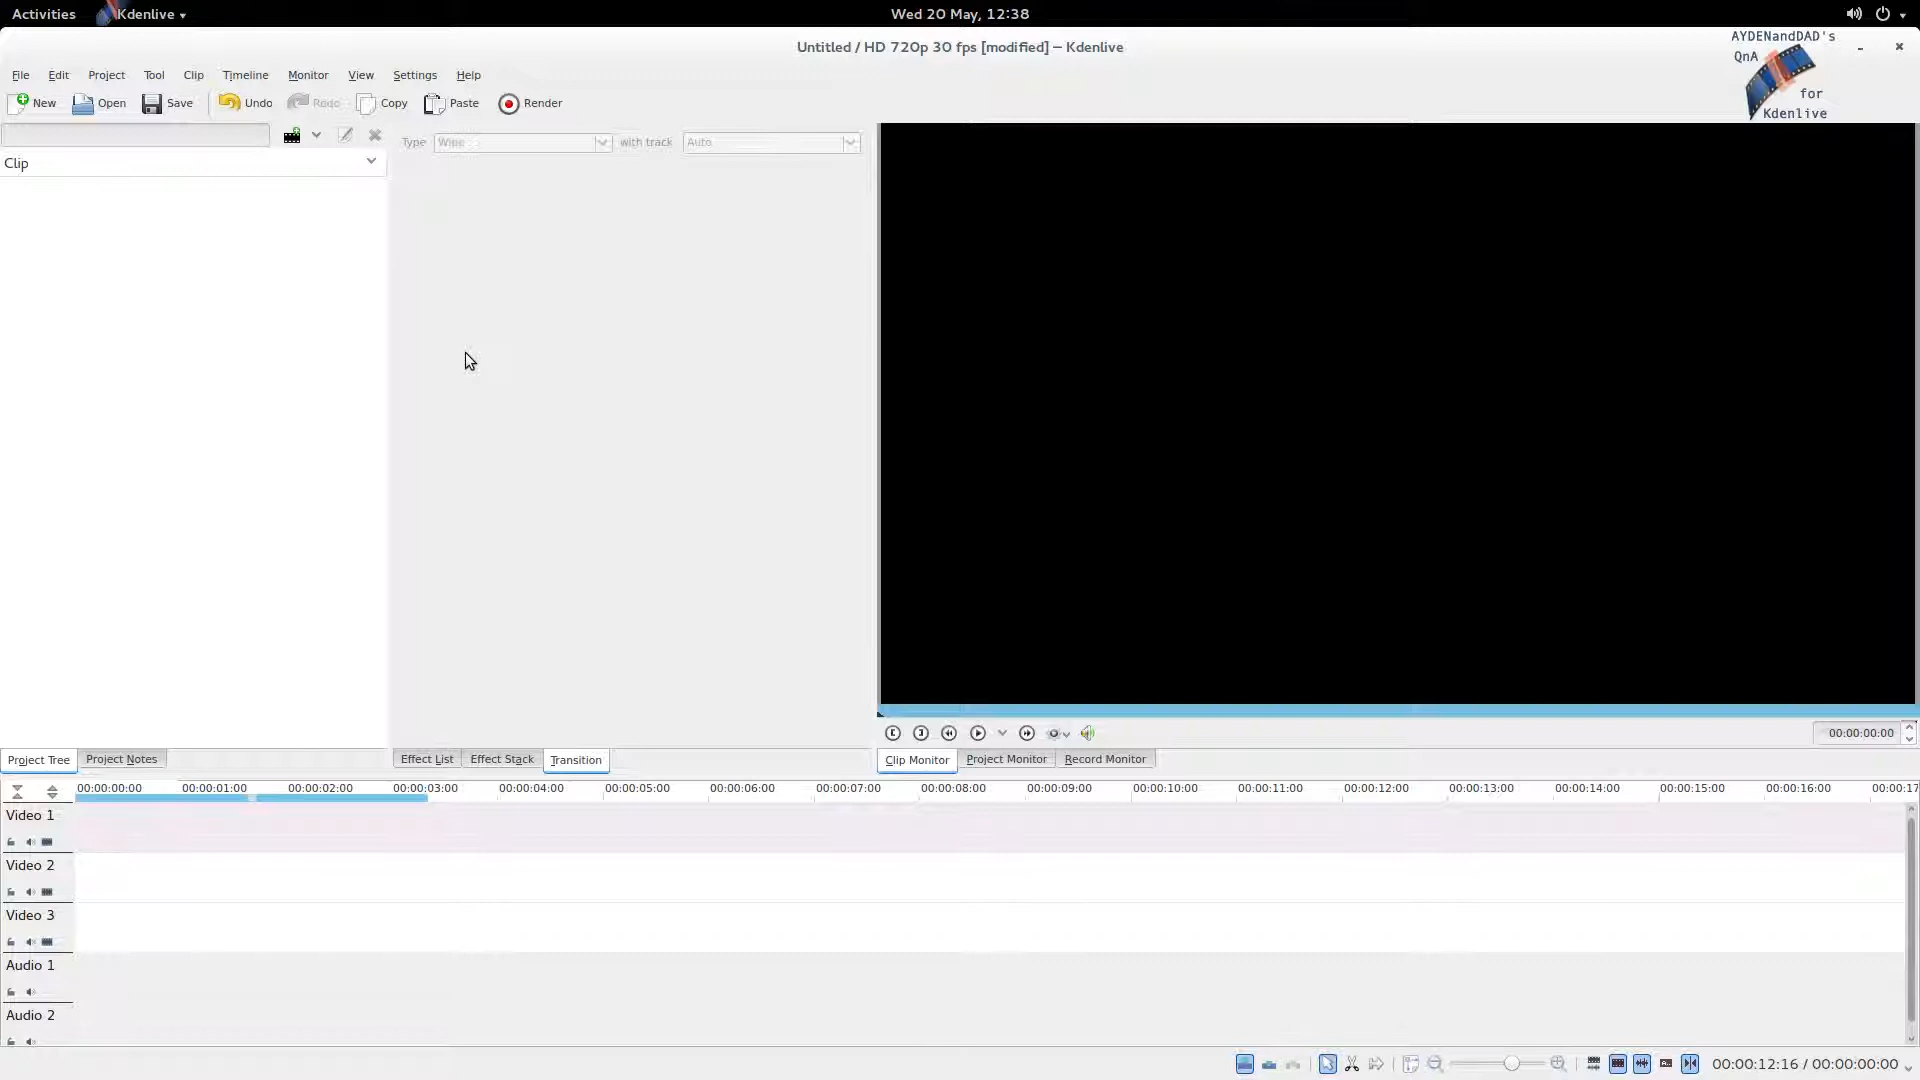 Activities Kdenlive Wed 20 May, 12:38
Untitled / HD 720p 30 fps [modified] – Kdenlive
AYDENandDAD's
QnA
for
Kdenlive
File Edit Project Tool Clip Timeline Monitor View Settings Help
New Open Save Undo Redo Copy Paste Render
Type Wipe with track Auto
Clip
00:00:00:00
Project Tree Project Notes Effect List Effect Stack Transition Clip Monitor Project Monitor Record Monitor
00:00:00:00 00:00:01:00 00:00:02:00 00:00:03:00 00:00:04:00 00:00:05:00 00:00:06:00 00:00:07:00 00:00:08:00 00:00:09:00 00:00:10:00 00:00:11:00 00:00:12:00 00:00:13:00 00:00:14:00 00:00:15:00 00:00:16:00 00:00:17
Video 1
Video 2
Video 3
Audio 1
Audio 2
00:00:12:16 / 00:00:00:00